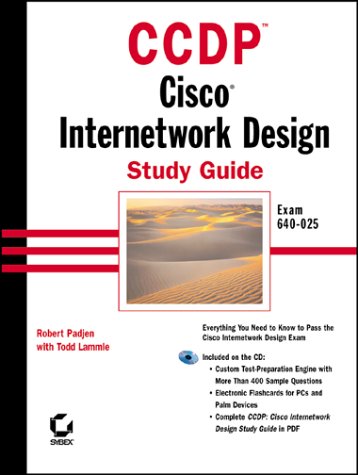 CCDP™
Cisco®
Internetwork Design
Study Guide
Exam
640-025
Robert Padjen
with Todd Lammle
Everything You Need to Know to Pass the
Cisco Internetwork Design Exam
Included on the CD:
• Custom Test-Preparation Engine with
More Than 400 Sample Questions
• Electronic Flashcards for PCs and
Palm Devices
• Complete CCDP: Cisco Internetwork
Design Study Guide in PDF
SYBEX®